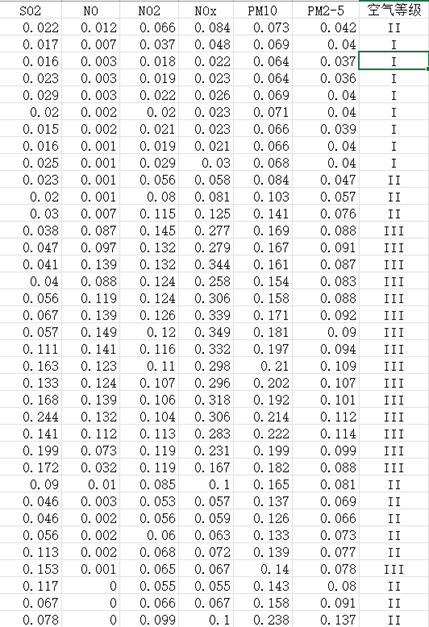 SO2 NO NO2 NOx PM10 PM2-5 空气等级
0.022 0.012 0.066 0.084 0.073 0.042 II
0.017 0.007 0.037 0.048 0.069 0.04 I
0.016 0.003 0.018 0.022 0.064 0.037 I
0.023 0.003 0.019 0.023 0.064 0.036 I
0.029 0.003 0.022 0.026 0.069 0.04 I
0.02 0.002 0.02 0.023 0.071 0.04 I
0.015 0.002 0.021 0.023 0.066 0.039 I
0.016 0.001 0.019 0.021 0.066 0.04 I
0.025 0.001 0.029 0.03 0.068 0.04 I
0.023 0.001 0.056 0.058 0.084 0.047 II
0.02 0.001 0.08 0.081 0.103 0.057 II
0.03 0.007 0.115 0.125 0.141 0.076 II
0.038 0.087 0.145 0.277 0.169 0.088 III
0.047 0.097 0.132 0.279 0.167 0.091 III
0.041 0.139 0.132 0.344 0.161 0.087 III
0.04 0.088 0.124 0.258 0.154 0.083 III
0.056 0.119 0.124 0.306 0.158 0.088 III
0.067 0.139 0.126 0.339 0.171 0.092 III
0.057 0.149 0.12 0.349 0.181 0.09 III
0.111 0.141 0.116 0.332 0.197 0.094 III
0.163 0.123 0.11 0.298 0.21 0.109 III
0.133 0.124 0.107 0.296 0.202 0.107 III
0.168 0.139 0.106 0.318 0.192 0.101 III
0.244 0.132 0.104 0.306 0.214 0.112 III
0.141 0.112 0.113 0.283 0.222 0.114 III
0.199 0.073 0.119 0.231 0.199 0.099 III
0.172 0.032 0.119 0.167 0.182 0.088 III
0.09 0.01 0.085 0.1 0.165 0.081 II
0.046 0.003 0.053 0.057 0.137 0.069 II
0.046 0.002 0.056 0.059 0.126 0.066 II
0.056 0.002 0.06 0.063 0.133 0.073 II
0.113 0.002 0.068 0.072 0.139 0.077 II
0.153 0.001 0.065 0.067 0.14 0.078 III
0.117 0 0.055 0.055 0.143 0.08 II
0.067 0 0.066 0.067 0.158 0.091 II
0.078 0 0.099 0.1 0.238 0.137 II